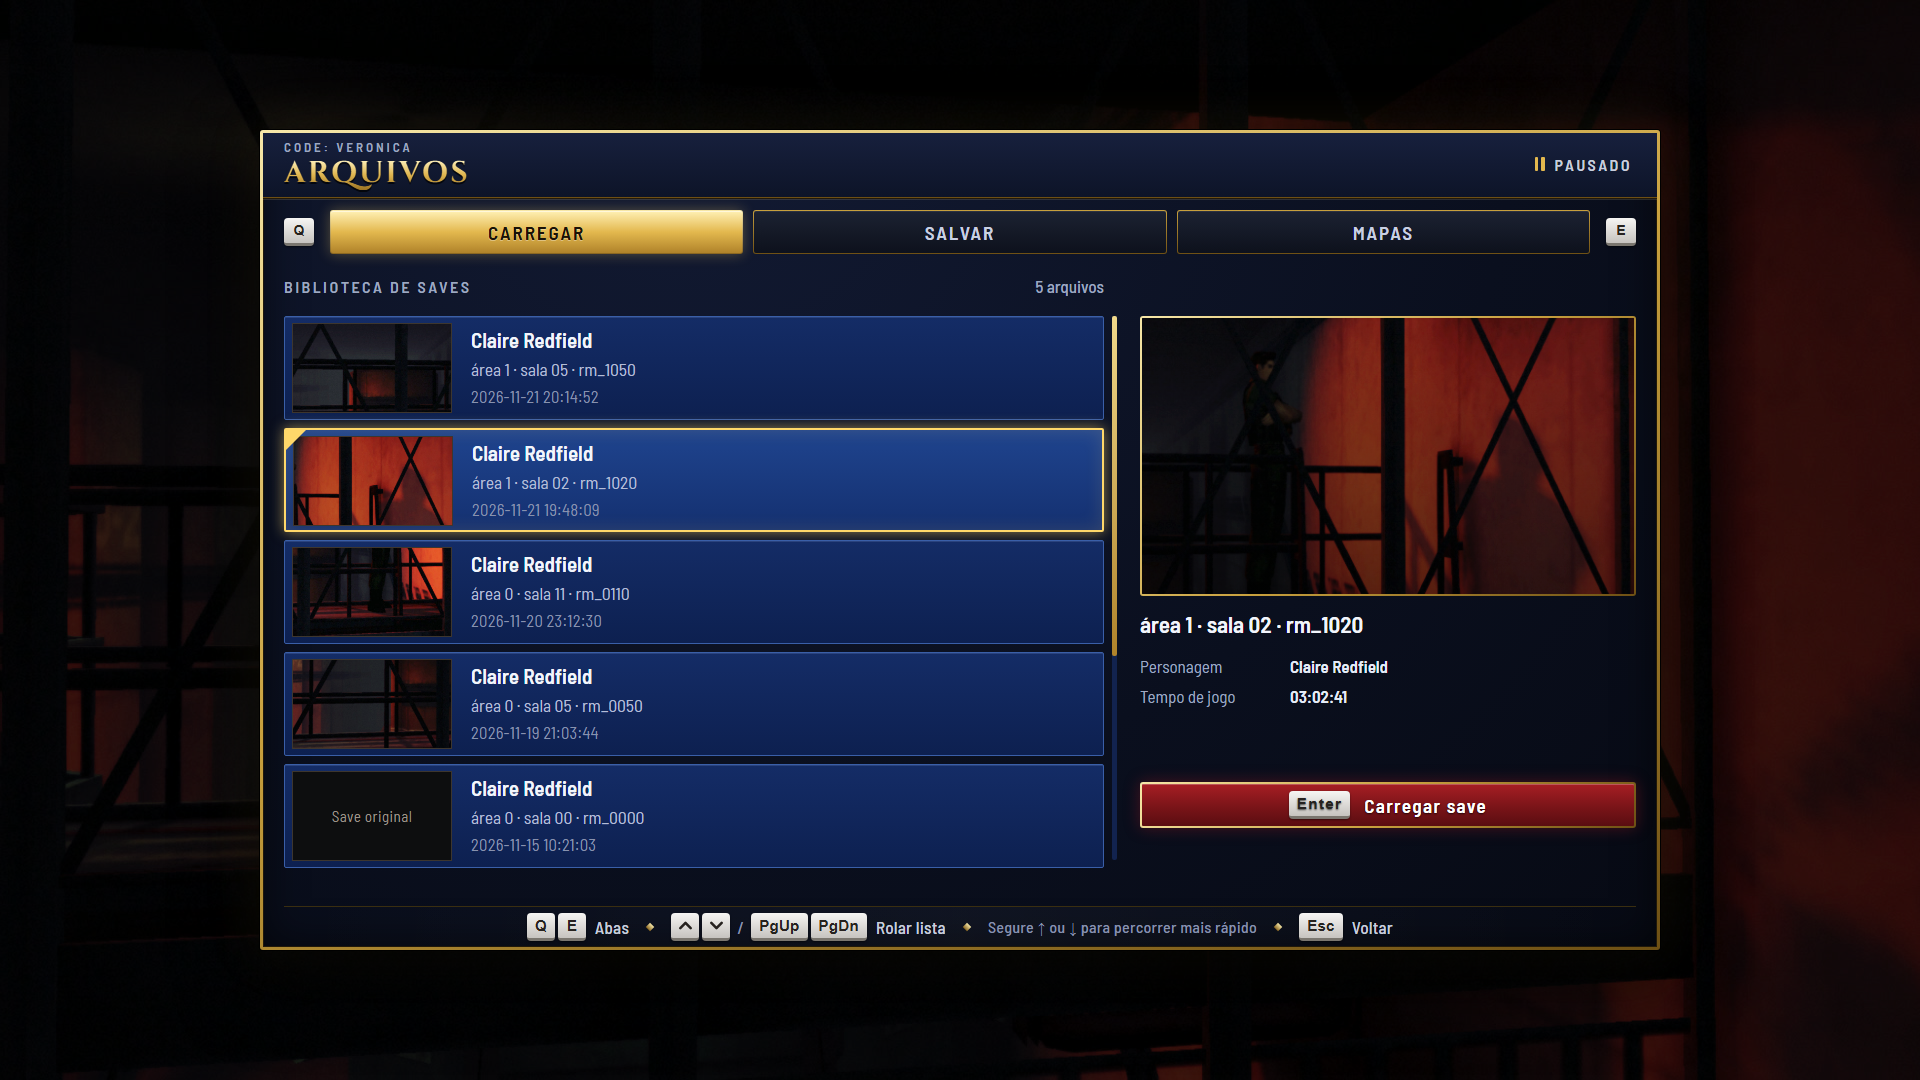 CODE: VERONICA
ARQUIVOS
PAUSADO
Q CARREGAR SALVAR MAPAS E
BIBLIOTECA DE SAVES 5 arquivos
Claire Redfield
área 1 · sala 05 · rm_1050
2026-11-21 20:14:52
Claire Redfield
área 1 · sala 02 · rm_1020
2026-11-21 19:48:09
Claire Redfield
área 0 · sala 11 · rm_0110
2026-11-20 23:12:30
Claire Redfield
área 0 · sala 05 · rm_0050
2026-11-19 21:03:44
Save original
Claire Redfield
área 0 · sala 00 · rm_0000
2026-11-15 10:21:03
área 1 · sala 02 · rm_1020
Personagem Claire Redfield
Tempo de jogo 03:02:41
Enter Carregar save
Q E Abas / PgUp PgDn Rolar lista Segure ↑ ou ↓ para percorrer mais rápido Esc Voltar